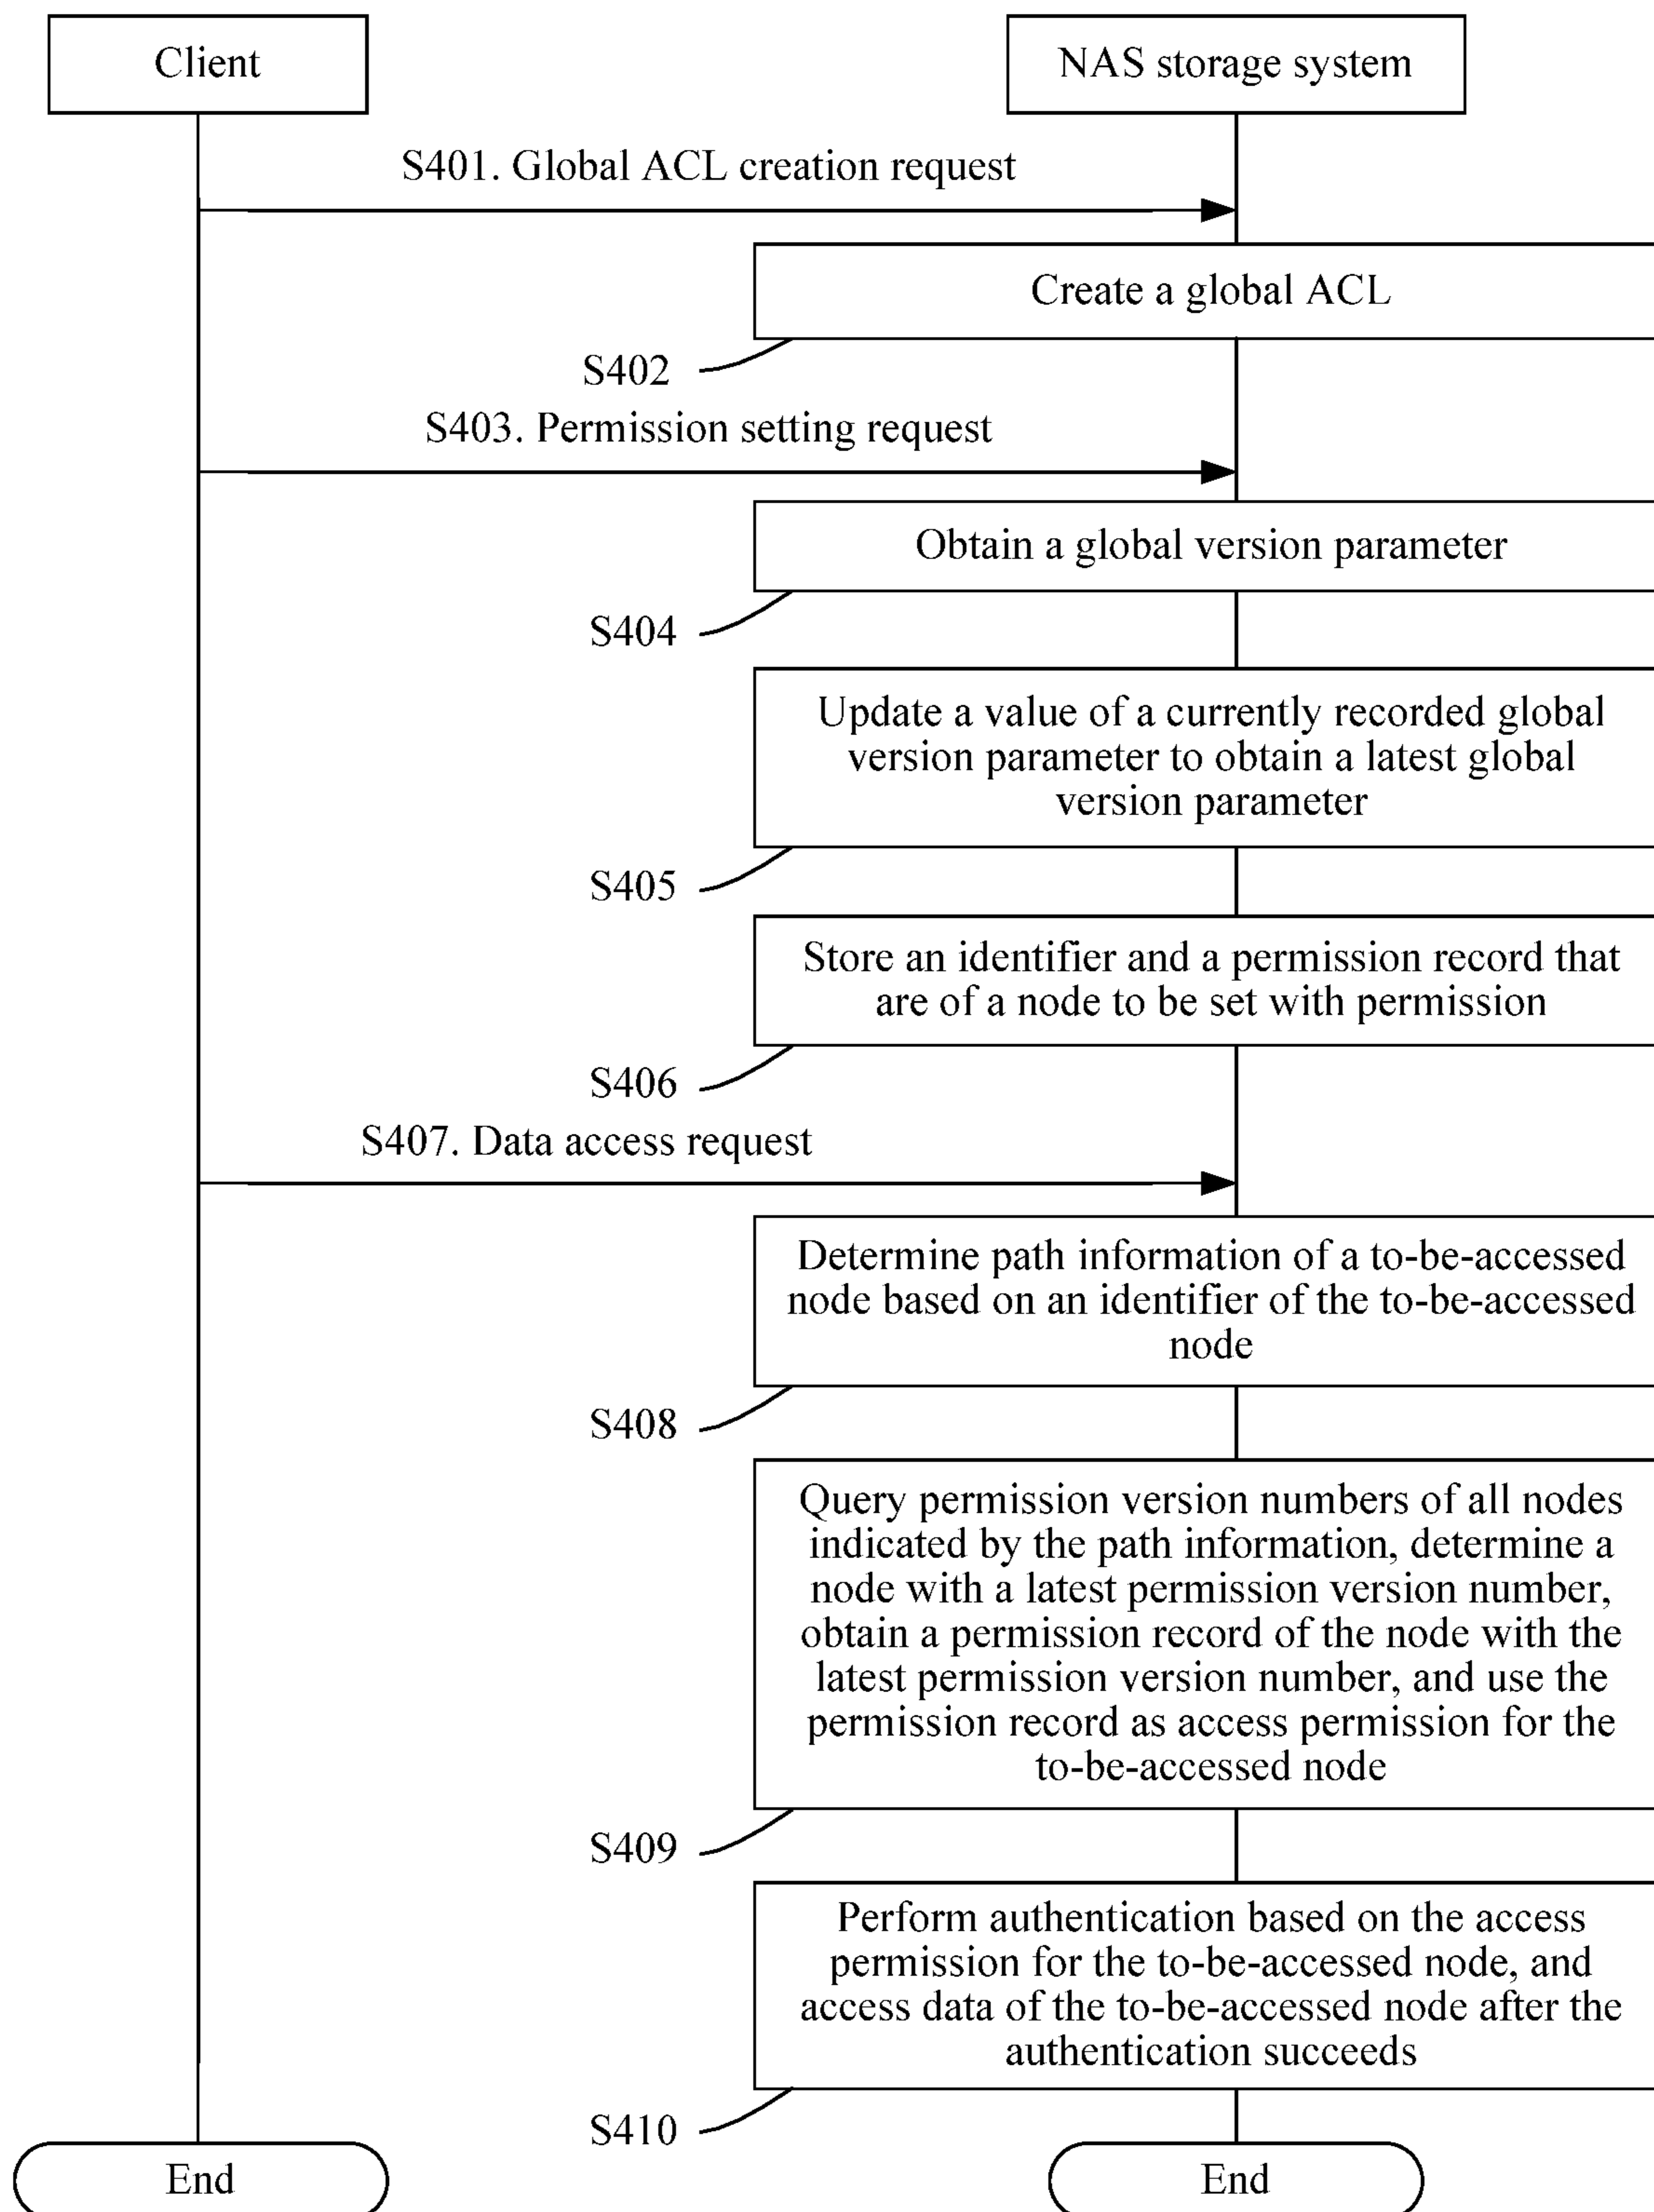 Client
NAS storage system
S401. Global ACL creation request
Create a global ACL
S402
S403. Permission setting request
Obtain a global version parameter
S404
Update a value of a currently recorded global
version parameter to obtain a latest global
version parameter
S405
Store an identifier and a permission record that
are of a node to be set with permission
S406
S407. Data access request
Determine path information of a to-be-accessed
node based on an identifier of the to-be-accessed
node
S408
Query permission version numbers of all nodes
indicated by the path information, determine a
node with a latest permission version number,
obtain a permission record of the node with the
latest permission version number, and use the
permission record as access permission for the
to-be-accessed node
S409
Perform authentication based on the access
permission for the to-be-accessed node, and
access data of the to-be-accessed node after the
authentication succeeds
S410
End
End